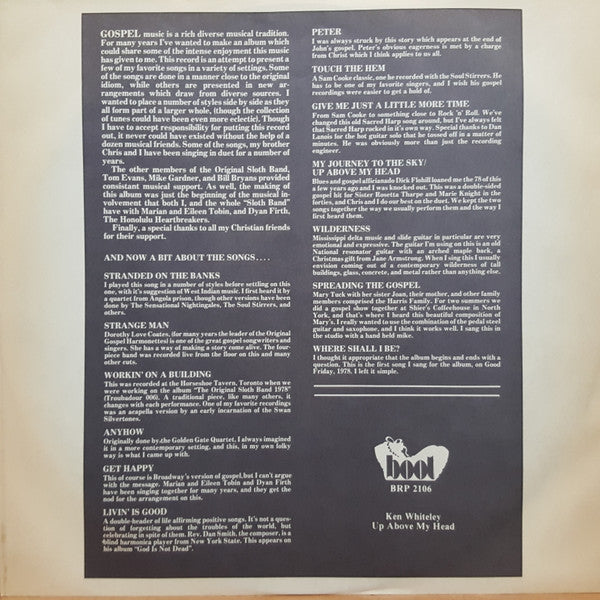 GOSPEL music is a rich diverse musical tradition.
For many years I've wanted to make an album which
could share some of the intense enjoyment this music
has given to me. This record is an attempt to present a
few of my favorite songs in a variety of settings. Some
of the songs are done in a manner close to the original
idiom, while others are presented in new ar-
rangements which draw from diverse sources. I
wanted to place a number of styles side by side as they
all form part of a larger whole, (though the collection
of tunes could have been even more eclectic). Though
I have to accept responsibility for putting this record
out, it never could have existed without the help of a
dozen musical friends. Some of the songs, my brother
Chris and I have been singing in duet for a number of
years.
The other members of the Original Sloth Band,
Tom Evans, Mike Gardner, and Bill Bryans provided
consistant musical support. As well, the making of
this album was just the beginning of the musical in-
volvement that both I, and the whole "Sloth Band"
have with Marian and Eileen Tobin, and Dyan Firth,
The Honolulu Heartbreakers.
Finally, a special thanks to all my Christian friends
for their support.
AND NOW A BIT ABOUT THE SONGS....
STRANDED ON THE BANKS
I played this song in a number of styles before settling on this
one, with it's suggestion of West Indian music. I first heard it by
a quartet from Angola prison, though other versions have been
done by The Sensational Nightingales, The Soul Stirrers, and
others.
STRANGE MAN
Dorothy Love Coates, (for many years the leader of the Original
Gospel Harmonettes) is one of the great gospel songwriters and
singers. She has a way of making a story come alive. The four-
piece band was recorded live from the floor on this and many
other cuts.
WORKIN' ON A BUILDING
This was recorded at the Horseshoe Tavern, Toronto when we
were working on the album "The Original Sloth Band 1978"
(Troubadour 006). A traditional piece, like many others, it
changes with each performance. One of my favorite recordings
was an acapella version by an early incarnation of the Swan
Silvertones.
ANYHOW
Originally done by the Golden Gate Quartet, I always imagined
it in a more contemporary setting, and this, in my own folky
way is what I came up with.
GET HAPPY
This of course is Broadway's version of gospel, but I can't argue
with the message. Marian and Eileen Tobin and Dyan Firth
have been singing together for many years, and they get the
nod for the arrangement on this.
LIVIN' IS GOOD
A double-header of life affirming positive songs. It's not a ques-
tion of forgetting about the troubles of the world, but
celebrating in spite of them. Rev. Dan Smith, the composer, is a
blind harmonica player from New York State. This appears on
his album "God Is Not Dead".
PETER
I was always struck by this story which appears at the end of
John's gospel. Peter's obvious eagerness is met by a charge
from Christ which I think applies to us all.
TOUCH THE HEM
A Sam Cooke classic, one he recorded with the Soul Stirrers. He
has to be one of my favorite singers, and I wish his gospel
recordings were easier to get a hold of.
GIVE ME JUST A LITTLE MORE TIME
From Sam Cooke to something close to Rock 'n' Roll. We've
changed this old Sacred Harp song around, but I've always felt
that Sacred Harp rocked in it's own way. Special thanks to Dan
Lanois for the hot guitar solo that he tossed off in a matter of
minutes. He was obviously more than just the recording
engineer.
MY JOURNEY TO THE SKY/
UP ABOVE MY HEAD
Blues and gospel afficionado Dick Flohill loaned me the 78 of this
a few years ago and I was knocked out. This was a double-sided
gospel hit for Sister Rosetta Tharpe and Marie Knight in the
forties, and Chris and I do our best on the duet. We kept the two
songs together the way we usually perform them and the way I
first heard them.
WILDERNESS
Mississippi delta music and slide guitar in particular are very
emotional and expressive. The guitar I'm using on this is an old
National resonator guitar with an arched maple back, a
Christmas gift from Jane Armstrong. When I sing this I usually
envision coming out of a contemporary wilderness of tall
buildings, glass, concrete, and metal rather than anything else.
SPREADING THE GOSPEL
Mary Tuck with her sister Joan, their mother, and other family
members comprised the Harris Family. For two summers we
did a gospel show together at Shier's Coffeehouse in North
York, and that's where I heard this beautiful composition of
Mary's. I really wanted to use the combination of the pedal steel
guitar and saxophone, and I think it works well. I sang this in
the studio with a hand held mike.
WHERE SHALL I BE?
I thought it appropriate that the album begins and ends with a
question. This is the first song I sang for the album, on Good
Friday, 1978. I left it simple.
boot
BRP 2106
Ken Whiteley
Up Above My Head